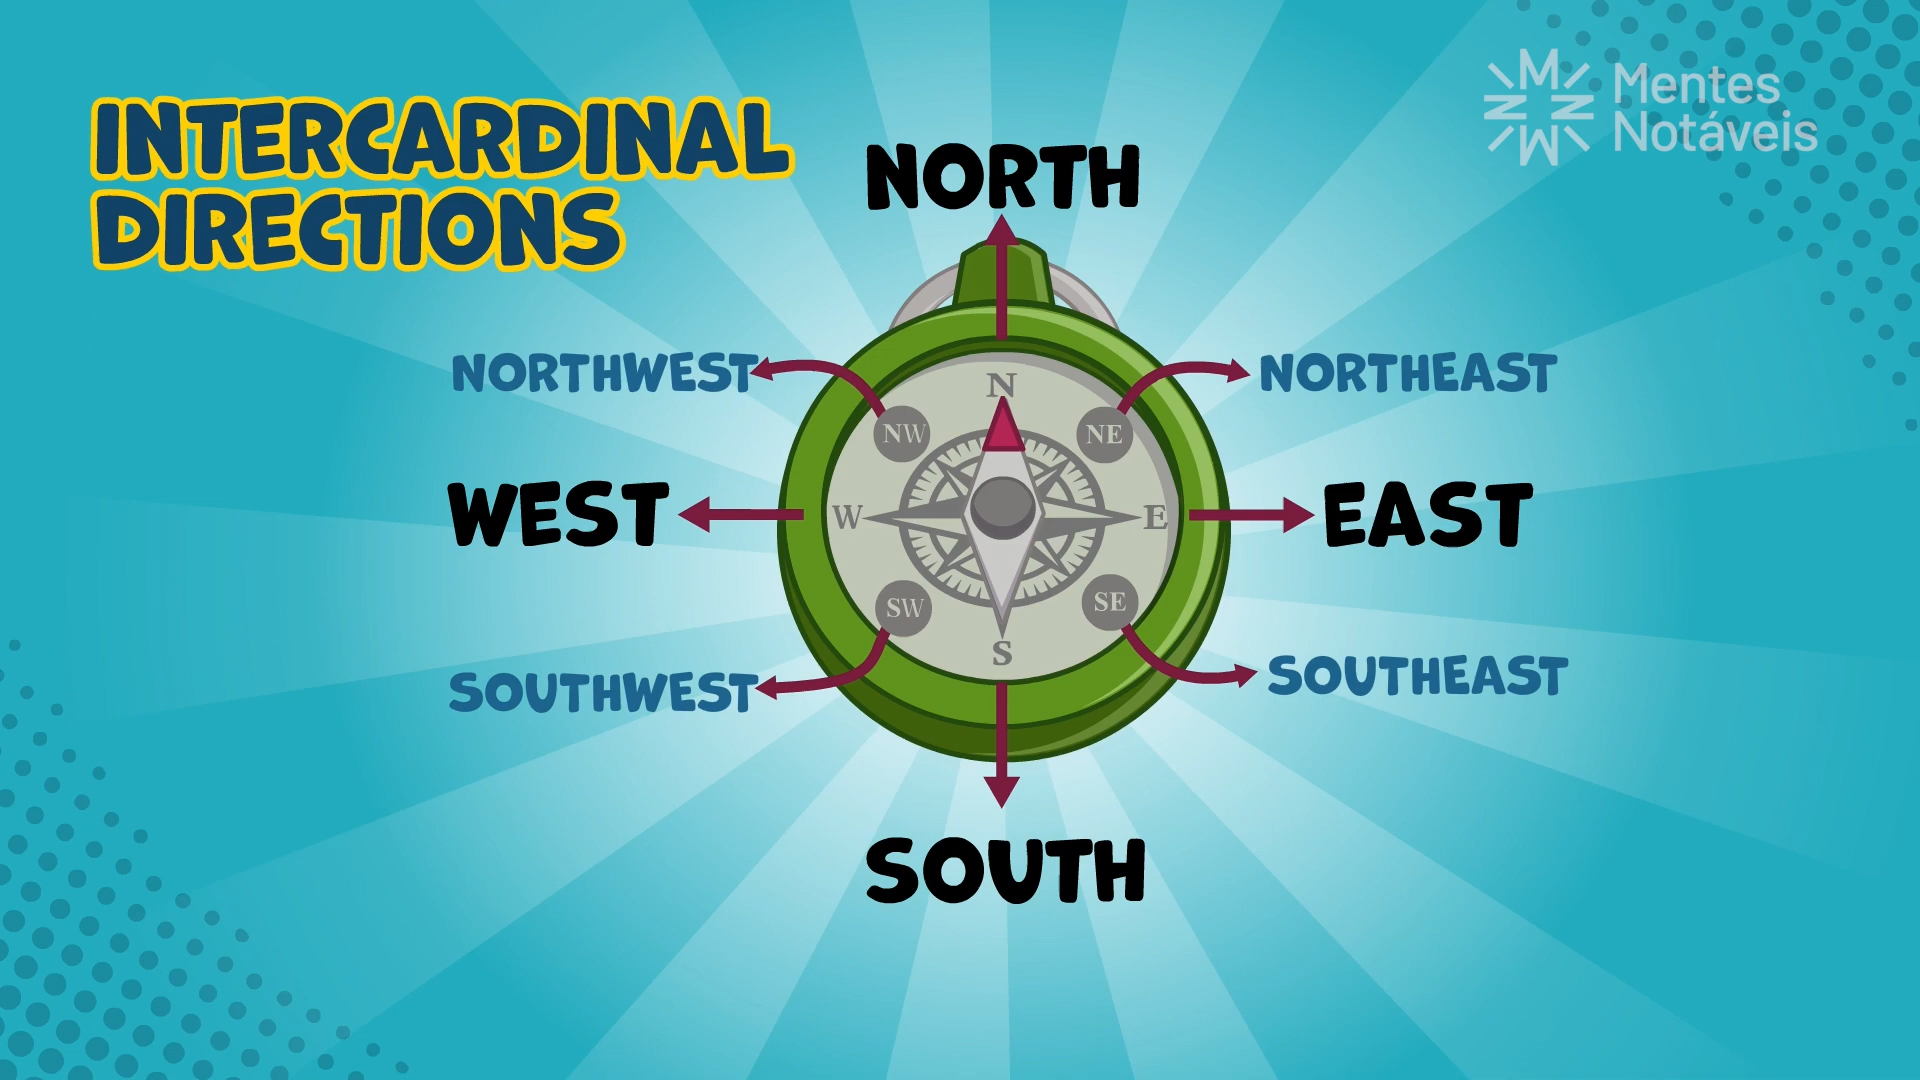 INTERCARDINAL
DIRECTIONS
Mentes
Notáveis
NORTH
NORTHWEST
NORTHEAST
N
NW
NE
WEST
W
E
EAST
SW
SE
S
SOUTHWEST
SOUTHEAST
SOUTH